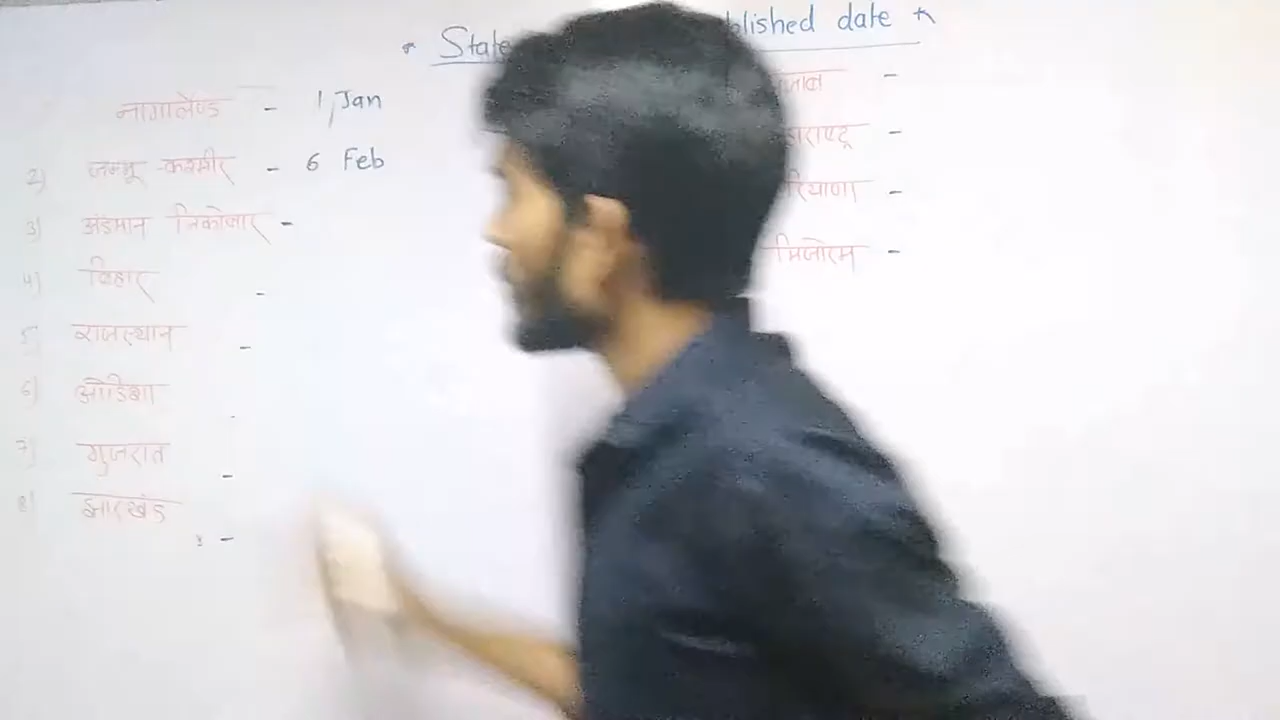 * State blished date *
नागालैण्ड - 1, Jan
2) जम्मू-कश्मीर - 6 Feb
3) अंडमान निकोबार -
4) बिहार -
5) राजस्थान -
6) ओडिशा
7) गुजरात -
8) झारखंड -
जाब -
हाराष्ट्र -
रियाणा -
मिजोरम -